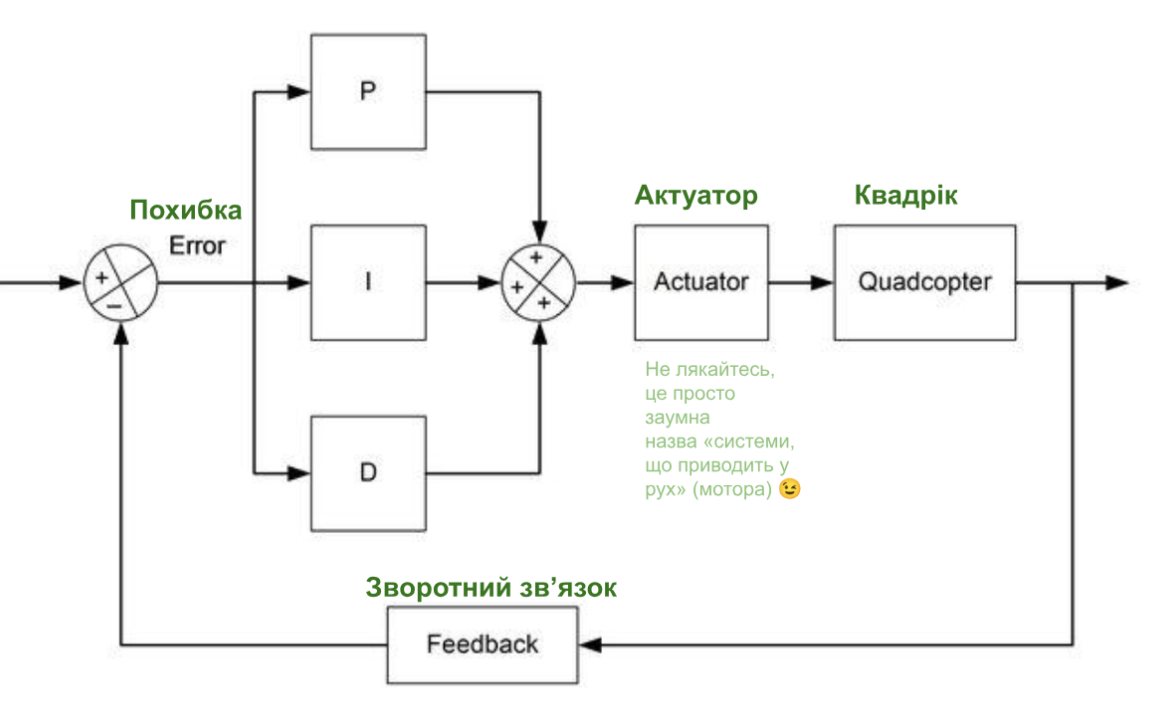 P
Актуатор
Квадрік
Похибка
Error
+
−
I
+
+
+
Actuator
Quadcopter
Не лякайтесь,
це просто
заумна
назва «системи,
що приводить у
рух» (мотора) 😉
D
Зворотний зв’язок
Feedback